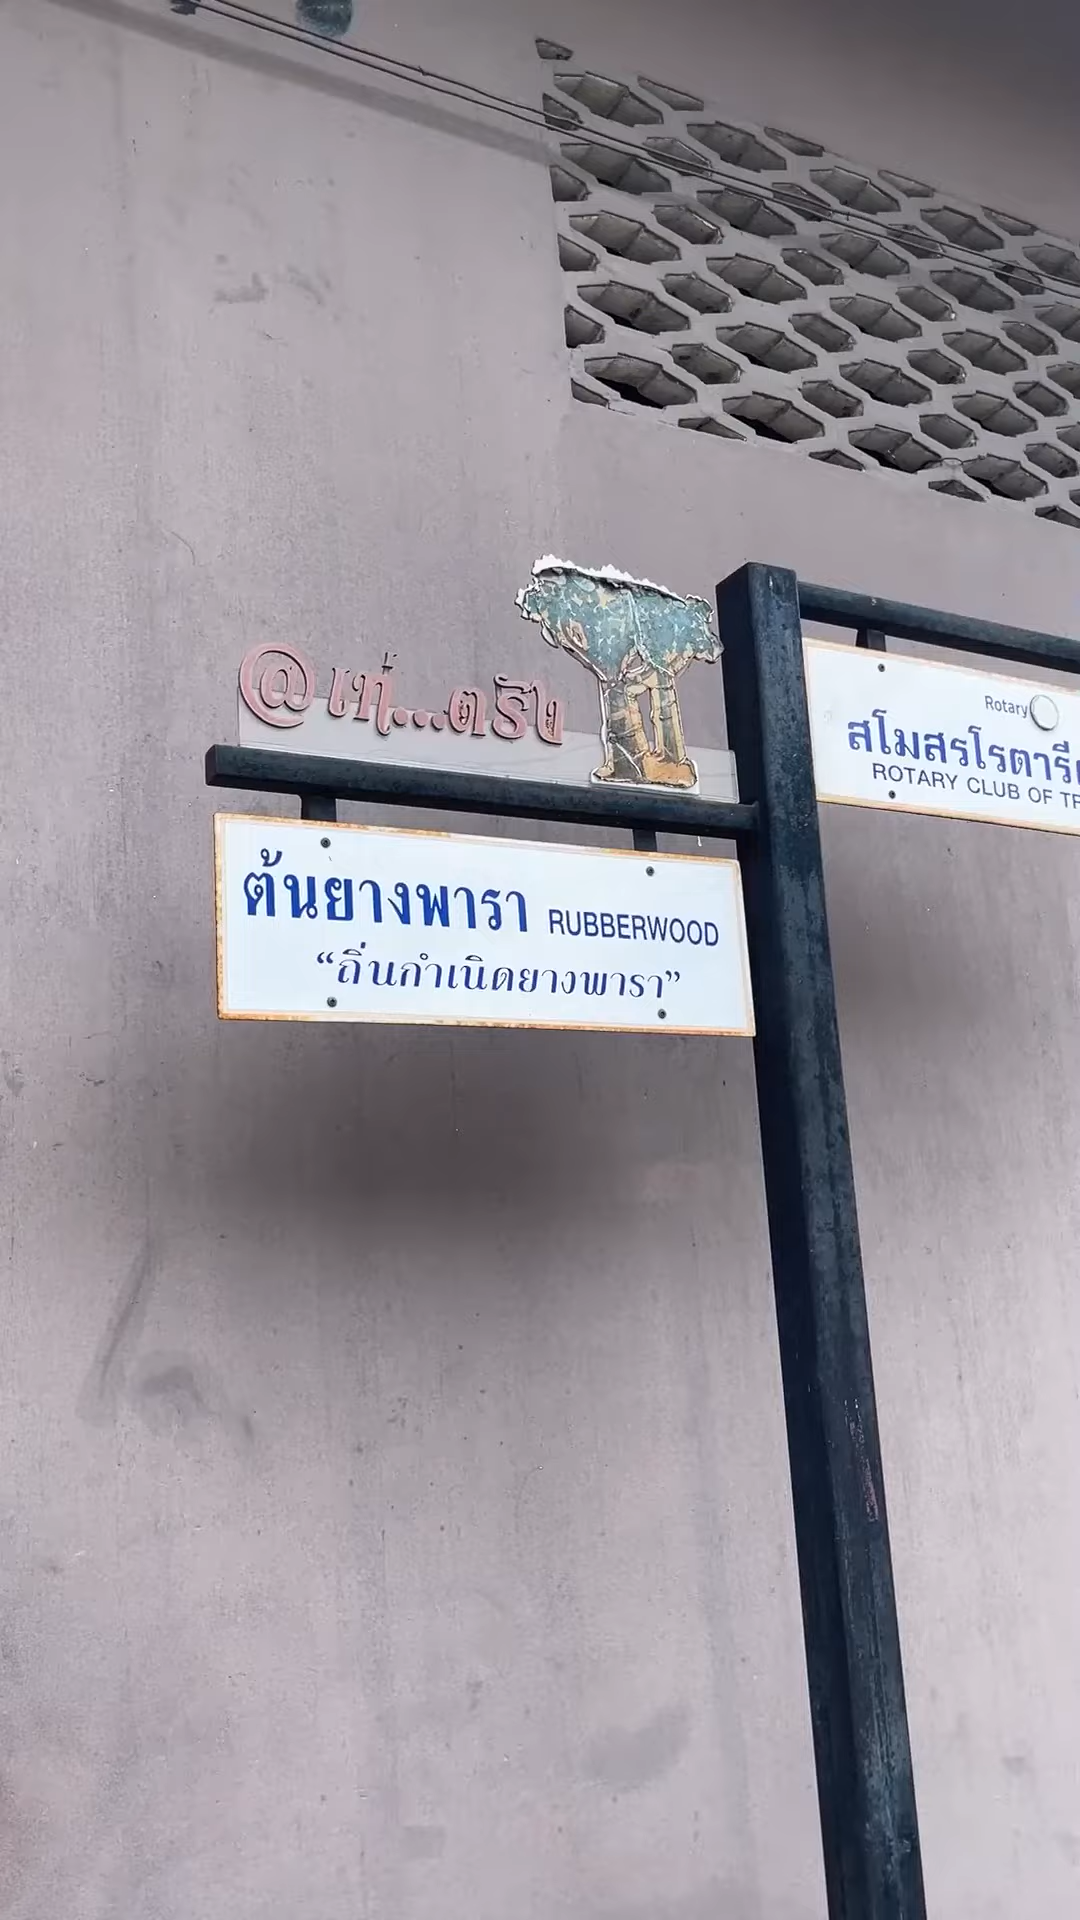 @เท่...ตรัง
ต้นยางพารา RUBBERWOOD
“ถิ่นกำเนิดยางพารา”
Rotary
สโมสรโรตารี
ROTARY CLUB OF